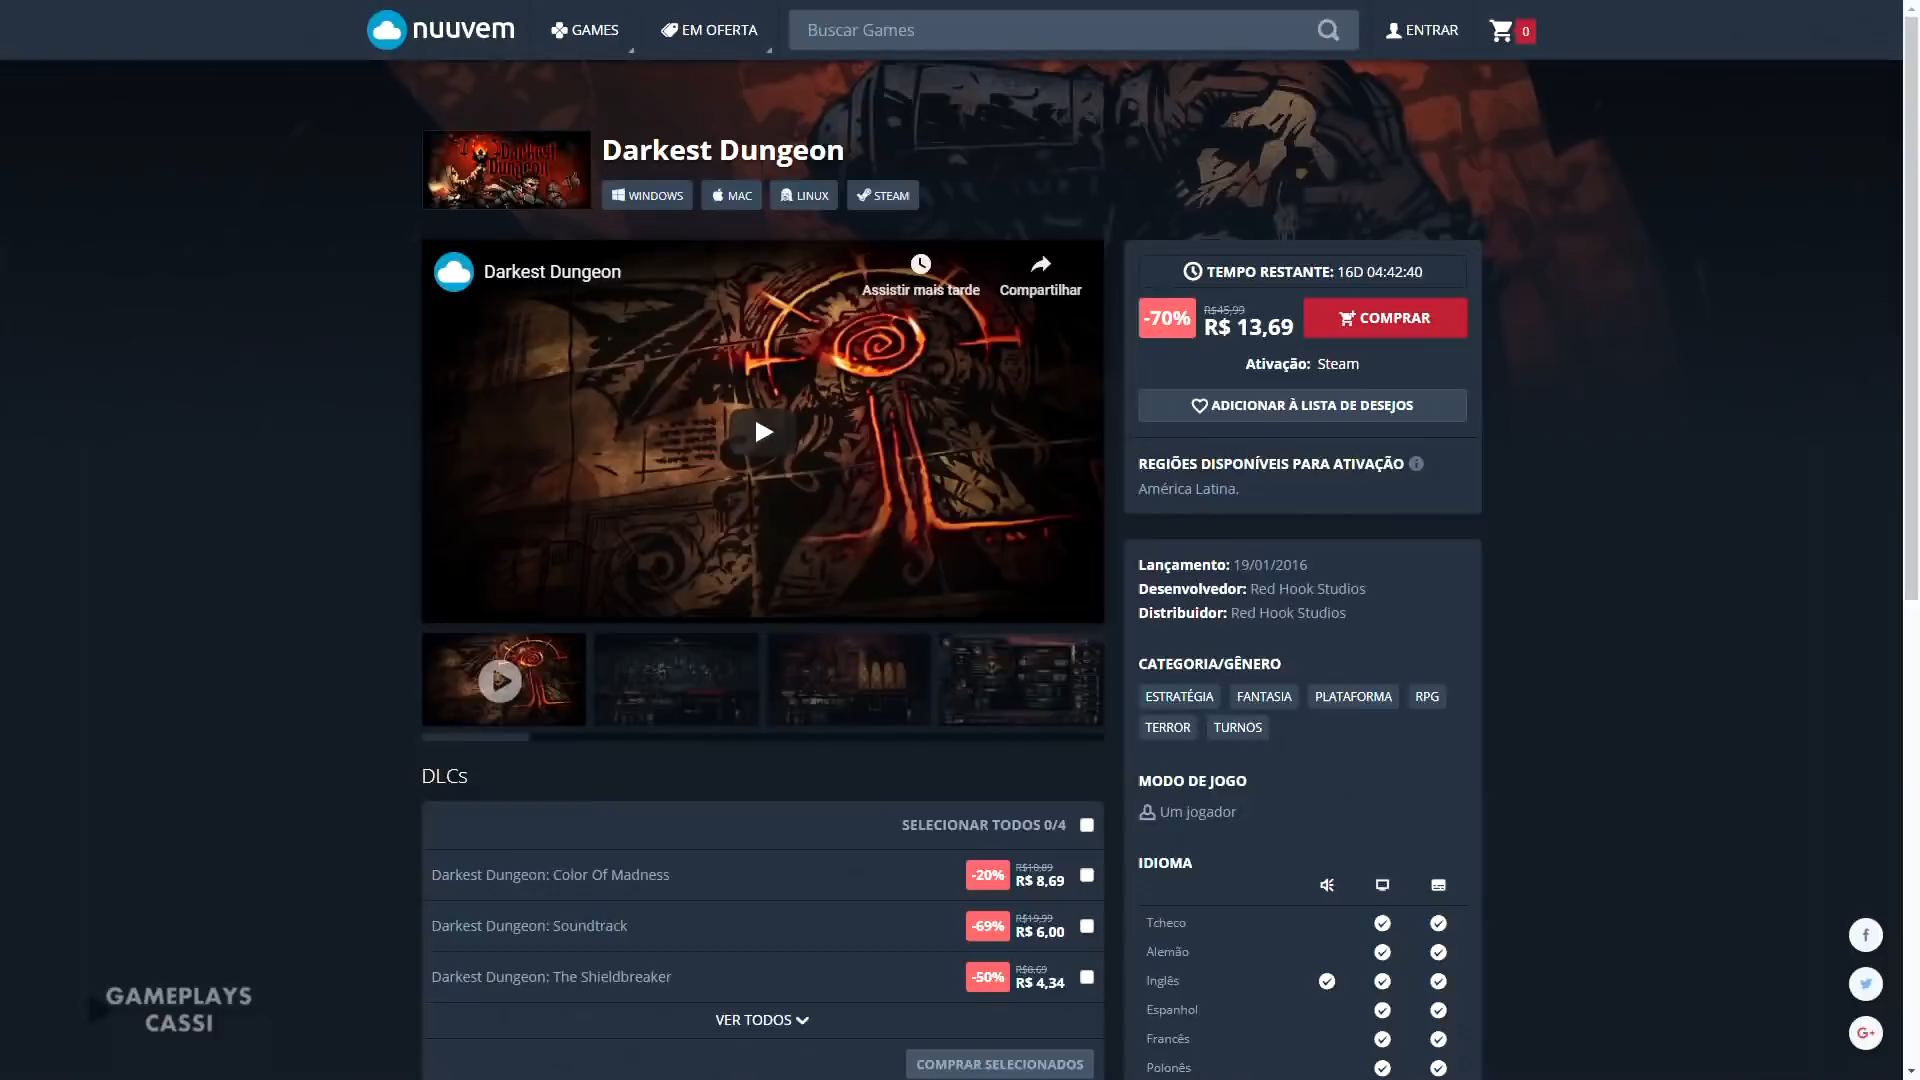 nuuvem
GAMES
EM OFERTA
Buscar Games
ENTRAR
0
Darkest Dungeon
Darkest Dungeon
WINDOWS
MAC
LINUX
STEAM
Darkest Dungeon
Assistir mais tarde
Compartilhar
TEMPO RESTANTE: 16D 04:42:40
-70%
R$45,99
R$ 13,69
COMPRAR
Ativação: Steam
ADICIONAR À LISTA DE DESEJOS
REGIÕES DISPONÍVEIS PARA ATIVAÇÃO
América Latina.
Lançamento: 19/01/2016
Desenvolvedor: Red Hook Studios
Distribuidor: Red Hook Studios
CATEGORIA/GÊNERO
ESTRATÉGIA
FANTASIA
PLATAFORMA
RPG
TERROR
TURNOS
MODO DE JOGO
Um jogador
IDIOMA
Tcheco
Alemão
Inglês
Espanhol
Francês
Polonês
DLCs
SELECIONAR TODOS 0/4
Darkest Dungeon: Color Of Madness
-20%
R$10,89
R$ 8,69
Darkest Dungeon: Soundtrack
-69%
R$19,99
R$ 6,00
Darkest Dungeon: The Shieldbreaker
-50%
R$8,69
R$ 4,34
VER TODOS
COMPRAR SELECIONADOS
GAMEPLAYS
CASSI
f
G+